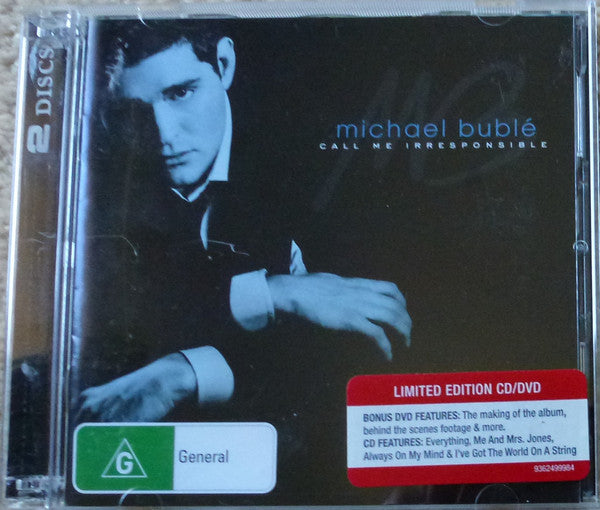 2 DISCS
michael bublé
CALL ME IRRESPONSIBLE
LIMITED EDITION CD/DVD
BONUS DVD FEATURES: The making of the album,
behind the scenes footage & more.
CD FEATURES: Everything, Me And Mrs. Jones,
Always On My Mind & I've Got The World On A String
9362499984
G
General